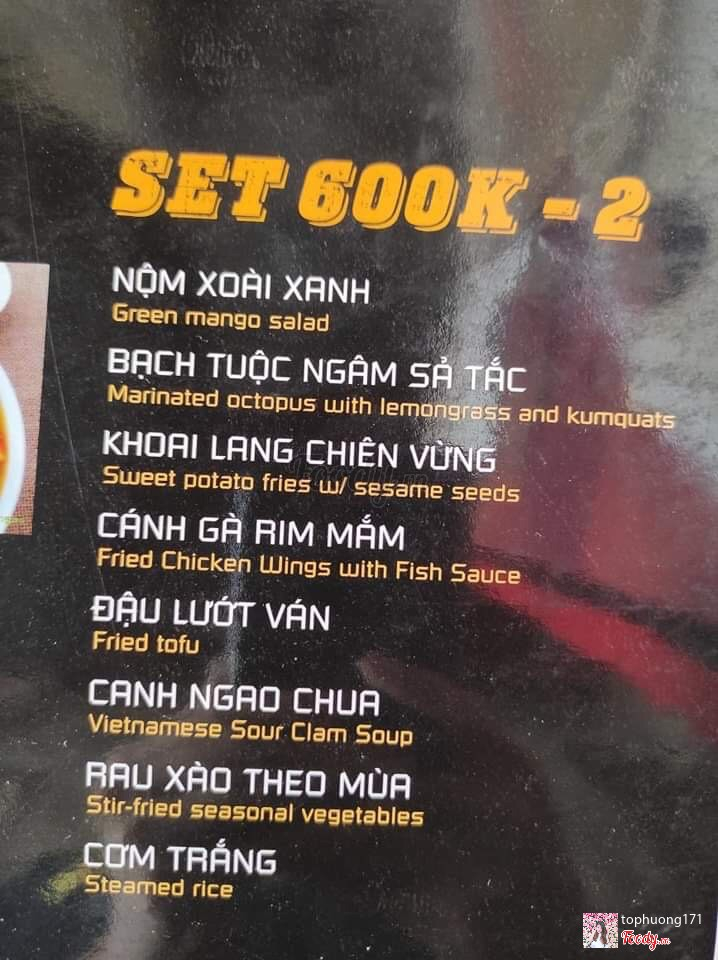 SET 600K - 2
NỘM XOÀI XANH
Green mango salad
BẠCH TUỘC NGÂM SẢ TẮC
Marinated octopus with lemongrass and kumquats
KHOAI LANG CHIÊN VỪNG
Sweet potato fries w/ sesame seeds
CÁNH GÀ RIM MẮM
Fried Chicken Wings with Fish Sauce
ĐẬU LƯỚT VÁN
Fried tofu
CANH NGAO CHUA
Vietnamese Sour Clam Soup
RAU XÀO THEO MÙA
Stir-fried seasonal vegetables
CƠM TRẮNG
Steamed rice
tophuong171
Foody.vn